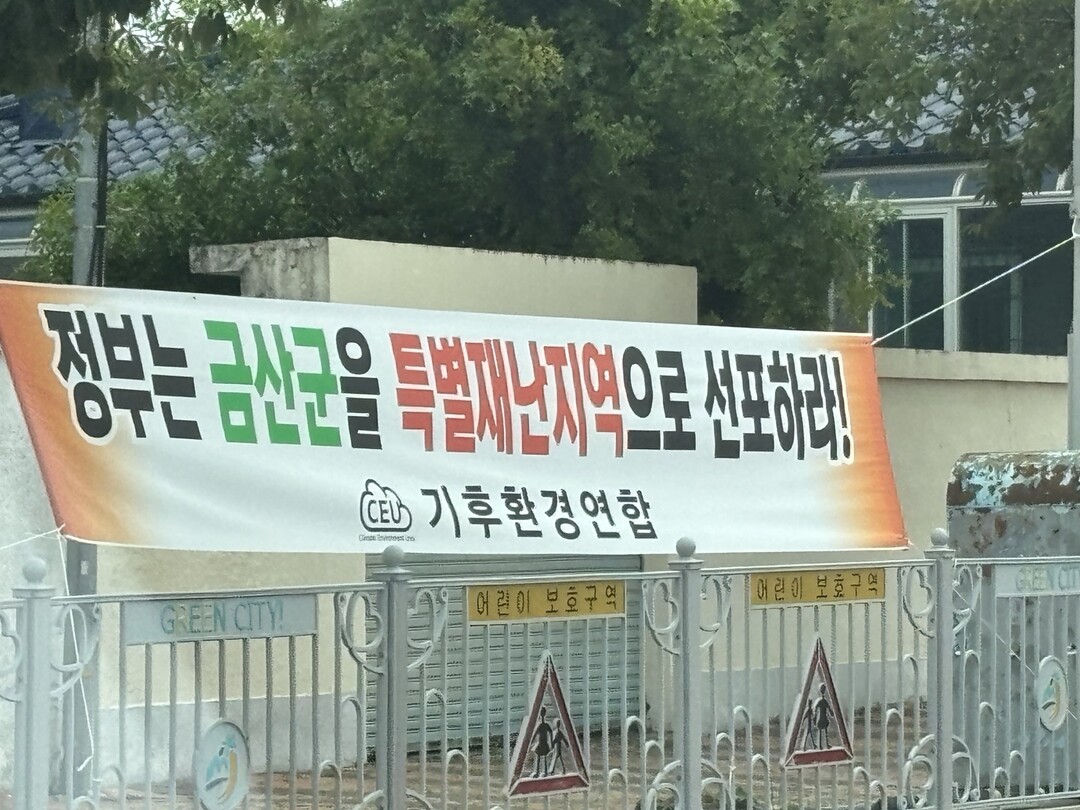 정부는 금산군을 특별재난지역으로 선포하라!
CEU 기후환경연합
GREEN CITY!
어린이 보호구역
어린이 보호구역
GREEN CIT